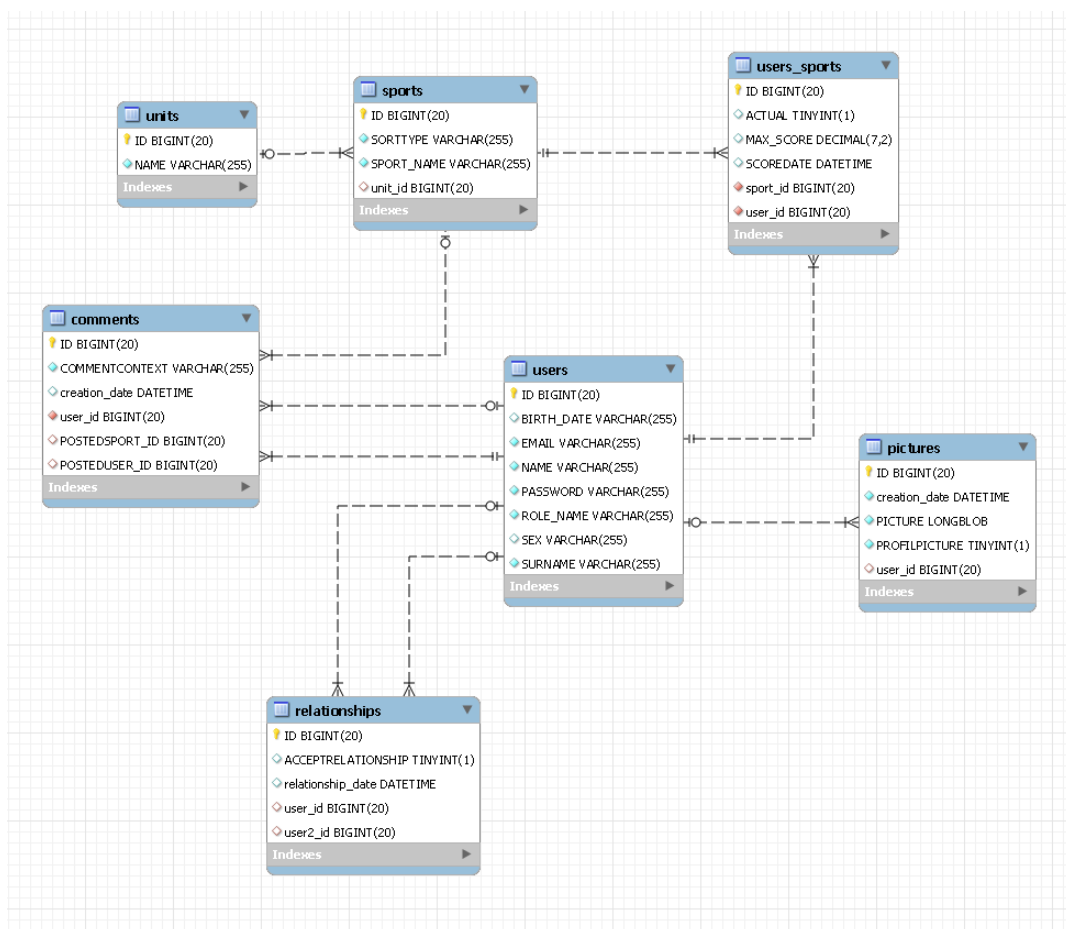 units
ID BIGINT(20)
NAME VARCHAR(255)
Indexes
sports
ID BIGINT(20)
SORTTYPE VARCHAR(255)
SPORT_NAME VARCHAR(255)
unit_id BIGINT(20)
Indexes
users_sports
ID BIGINT(20)
ACTUAL TINYINT(1)
MAX_SCORE DECIMAL(7,2)
SCOREDATE DATETIME
sport_id BIGINT(20)
user_id BIGINT(20)
Indexes
comments
ID BIGINT(20)
COMMENTCONTEXT VARCHAR(255)
creation_date DATETIME
user_id BIGINT(20)
POSTEDSPORT_ID BIGINT(20)
POSTEDUSER_ID BIGINT(20)
Indexes
users
ID BIGINT(20)
BIRTH_DATE VARCHAR(255)
EMAIL VARCHAR(255)
NAME VARCHAR(255)
PASSWORD VARCHAR(255)
ROLE_NAME VARCHAR(255)
SEX VARCHAR(255)
SURNAME VARCHAR(255)
Indexes
pictures
ID BIGINT(20)
creation_date DATETIME
PICTURE LONGBLOB
PROFILPICTURE TINYINT(1)
user_id BIGINT(20)
Indexes
relationships
ID BIGINT(20)
ACCEPTRELATIONSHIP TINYINT(1)
relationship_date DATETIME
user_id BIGINT(20)
user2_id BIGINT(20)
Indexes